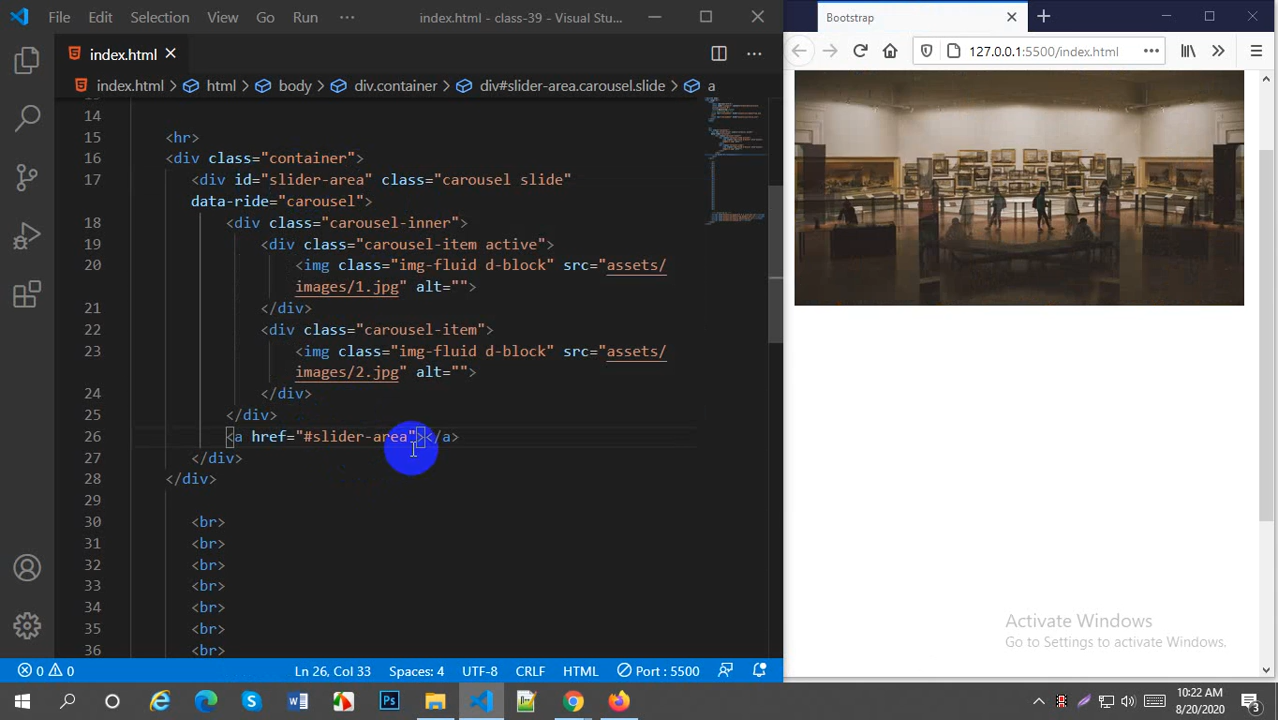 File Edit Selection View Go Run ··· index.html - class-39 - Visual Stu...
Bootstrap
index.html
127.0.0.1:5500/index.html
index.html > html > body > div.container > div#slider-area.carousel.slide > a
14
15 <hr>
16 <div class="container">
17 <div id="slider-area" class="carousel slide"
data-ride="carousel">
18 <div class="carousel-inner">
19 <div class="carousel-item active">
20 <img class="img-fluid d-block" src="assets/
images/1.jpg" alt="">
21 </div>
22 <div class="carousel-item">
23 <img class="img-fluid d-block" src="assets/
images/2.jpg" alt="">
24 </div>
25 </div>
26 <a href="#slider-area"></a>
27 </div>
28 </div>
29
30 <br>
31 <br>
32 <br>
33 <br>
34 <br>
35 <br>
36 <br>
Activate Windows
Go to Settings to activate Windows.
0 0 Ln 26, Col 33 Spaces: 4 UTF-8 CRLF HTML Port : 5500
10:22 AM
8/20/2020
3